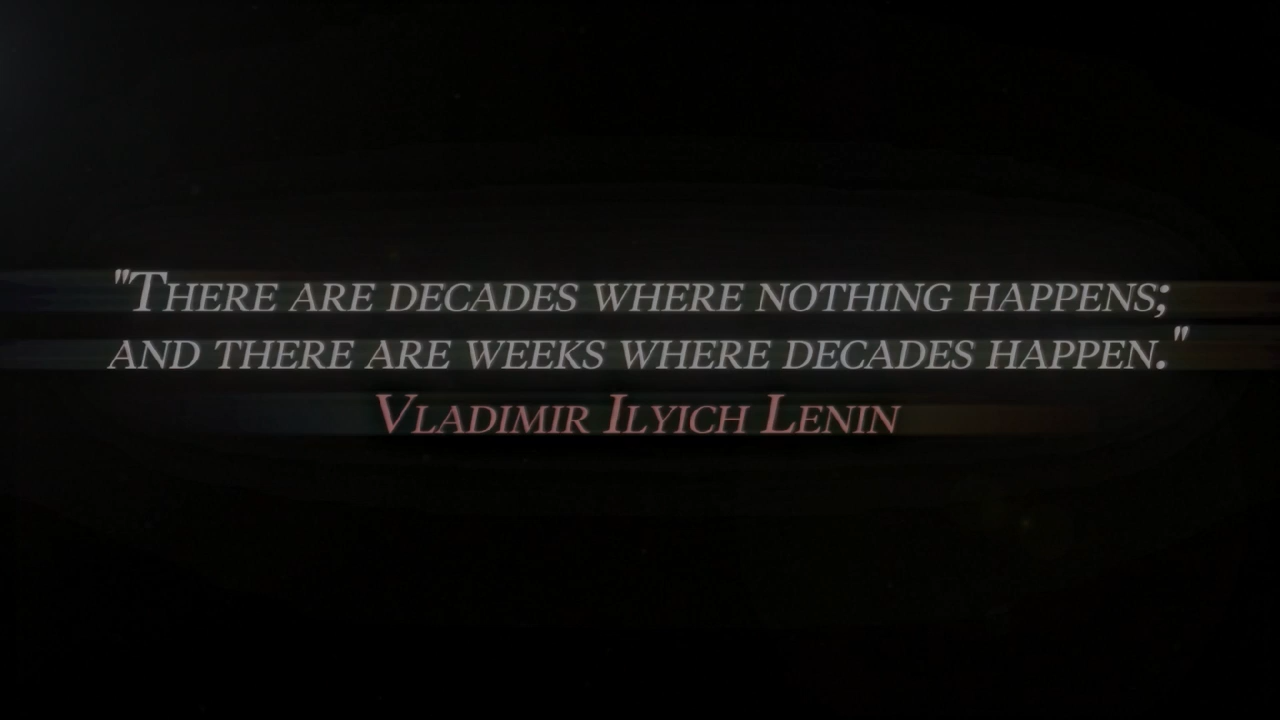 "There are decades where nothing happens;
and there are weeks where decades happen."
Vladimir Ilyich Lenin